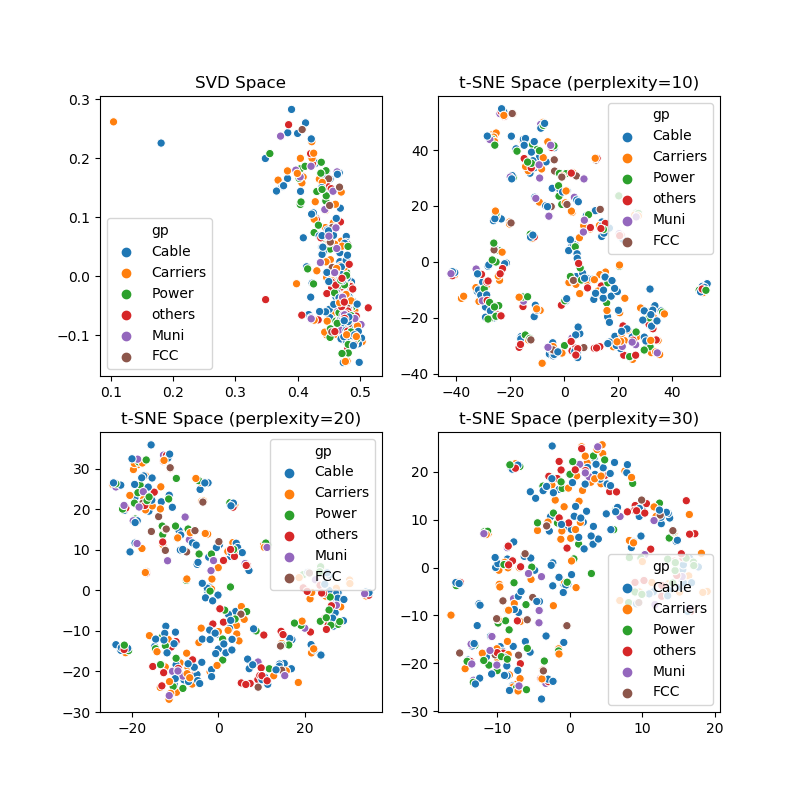 SVD Space
0.3
0.2
0.1
0.0
−0.1
0.1
0.2
0.3
0.4
0.5
gp
Cable
Carriers
Power
others
Muni
FCC
t-SNE Space (perplexity=10)
40
20
0
−20
−40
−40
−20
0
20
40
gp
Cable
Carriers
Power
others
Muni
FCC
t-SNE Space (perplexity=20)
30
20
10
0
−10
−20
−30
−20
0
20
gp
Cable
Carriers
Power
others
Muni
FCC
t-SNE Space (perplexity=30)
20
10
0
−10
−20
−30
−10
0
10
20
gp
Cable
Carriers
Power
others
Muni
FCC